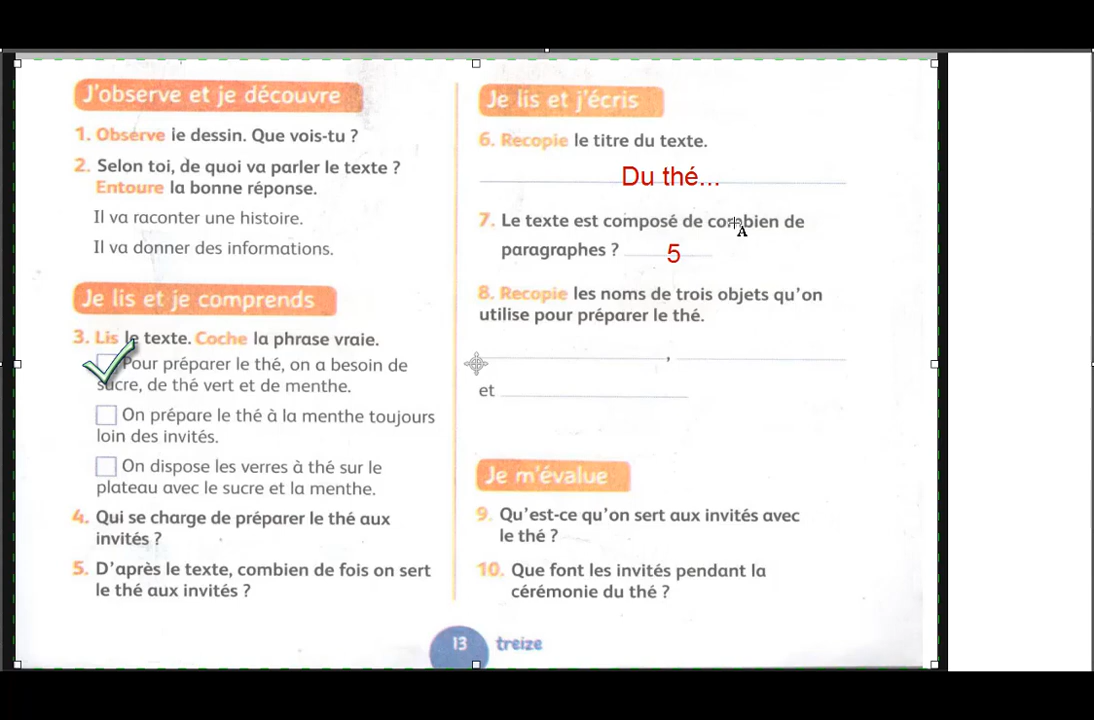 J'observe et je découvre
1. Observe le dessin. Que vois-tu ?
2. Selon toi, de quoi va parler le texte ?
Entoure la bonne réponse.
Il va raconter une histoire.
Il va donner des informations.
Je lis et je comprends
3. Lis le texte. Coche la phrase vraie.
Pour préparer le thé, on a besoin de
sucre, de thé vert et de menthe.
On prépare le thé à la menthe toujours
loin des invités.
On dispose les verres à thé sur le
plateau avec le sucre et la menthe.
4. Qui se charge de préparer le thé aux
invités ?
5. D'après le texte, combien de fois on sert
le thé aux invités ?
Je lis et j'écris
6. Recopie le titre du texte.
Du thé...
7. Le texte est composé de combien de
paragraphes ? 5
8. Recopie les noms de trois objets qu'on
utilise pour préparer le thé.
,
et
Je m'évalue
9. Qu'est-ce qu'on sert aux invités avec
le thé ?
10. Que font les invités pendant la
cérémonie du thé ?
13 treize